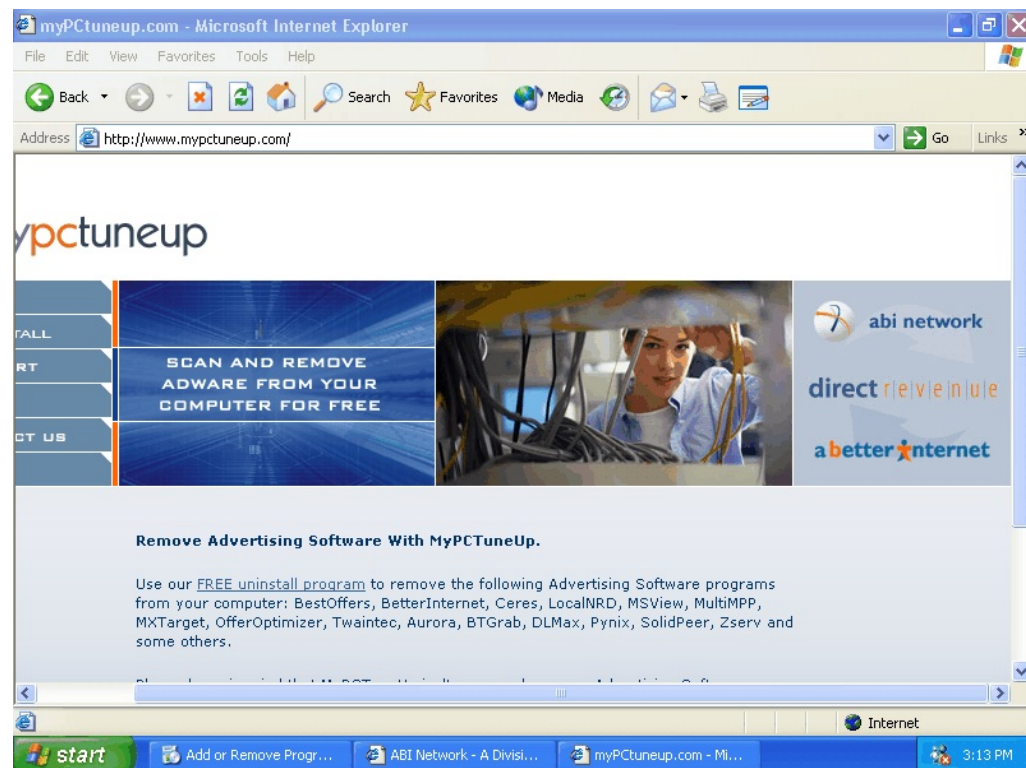 myPCtuneup.com - Microsoft Internet Explorer
File Edit View Favorites Tools Help
Back Search Favorites Media
Address http://www.mypctuneup.com/ Go Links »
ypctuneup
TALL
RT
CT US
SCAN AND REMOVE
ADWARE FROM YOUR
COMPUTER FOR FREE
abi network
direct r|e|v|e|n|u|e
a better internet
Remove Advertising Software With MyPCTuneUp.
Use our FREE uninstall program to remove the following Advertising Software programs
from your computer: BestOffers, BetterInternet, Ceres, LocalNRD, MSView, MultiMPP,
MXTarget, OfferOptimizer, Twaintec, Aurora, BTGrab, DLMax, Pynix, SolidPeer, Zserv and
some others.
Internet
start Add or Remove Progr... ABI Network - A Divisi... myPCtuneup.com - Mi... 3:13 PM